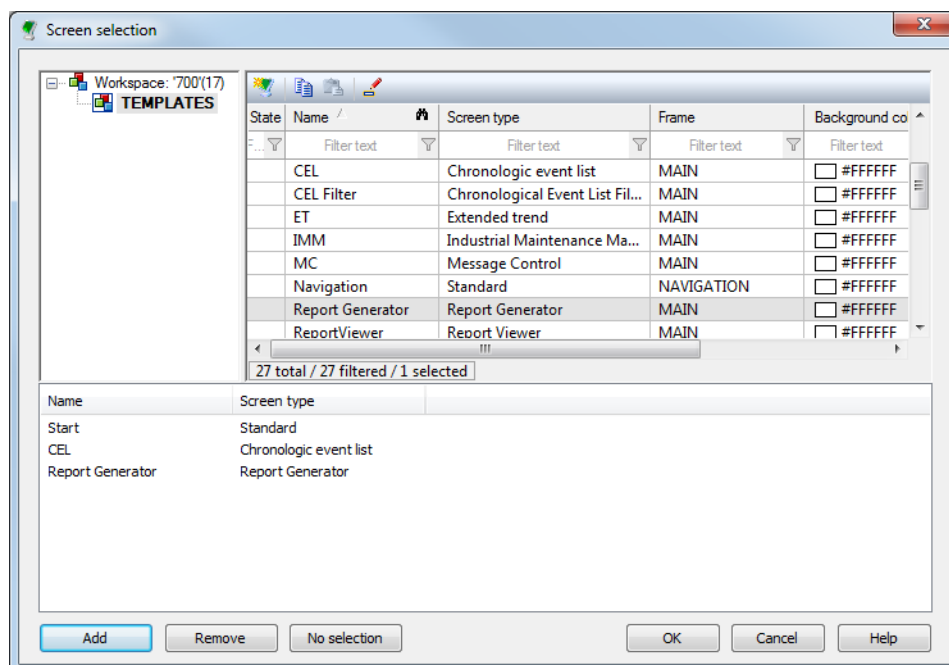 Screen selection
Workspace: '700'(17)
TEMPLATES
State Name Screen type Frame Background co
F... Filter text Filter text Filter text Filter text
CEL Chronologic event list MAIN #FFFFFF
CEL Filter Chronological Event List Fil... MAIN #FFFFFF
ET Extended trend MAIN #FFFFFF
IMM Industrial Maintenance Ma... MAIN #FFFFFF
MC Message Control MAIN #FFFFFF
Navigation Standard NAVIGATION #FFFFFF
Report Generator Report Generator MAIN #FFFFFF
ReportViewer Report Viewer MAIN #FFFFFF
27 total / 27 filtered / 1 selected
Name Screen type
Start Standard
CEL Chronologic event list
Report Generator Report Generator
Add Remove No selection OK Cancel Help